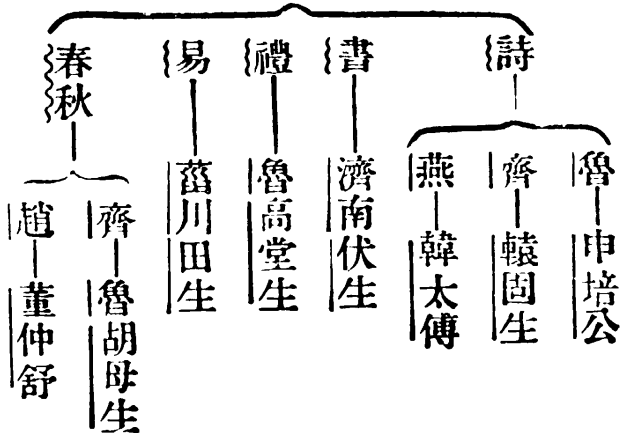 詩
魯
申培公
齊
轅固生
燕
韓太傅
書
濟南伏生
禮
魯高堂生
易
菑川田生
春秋
齊
魯胡母生
趙
董仲舒